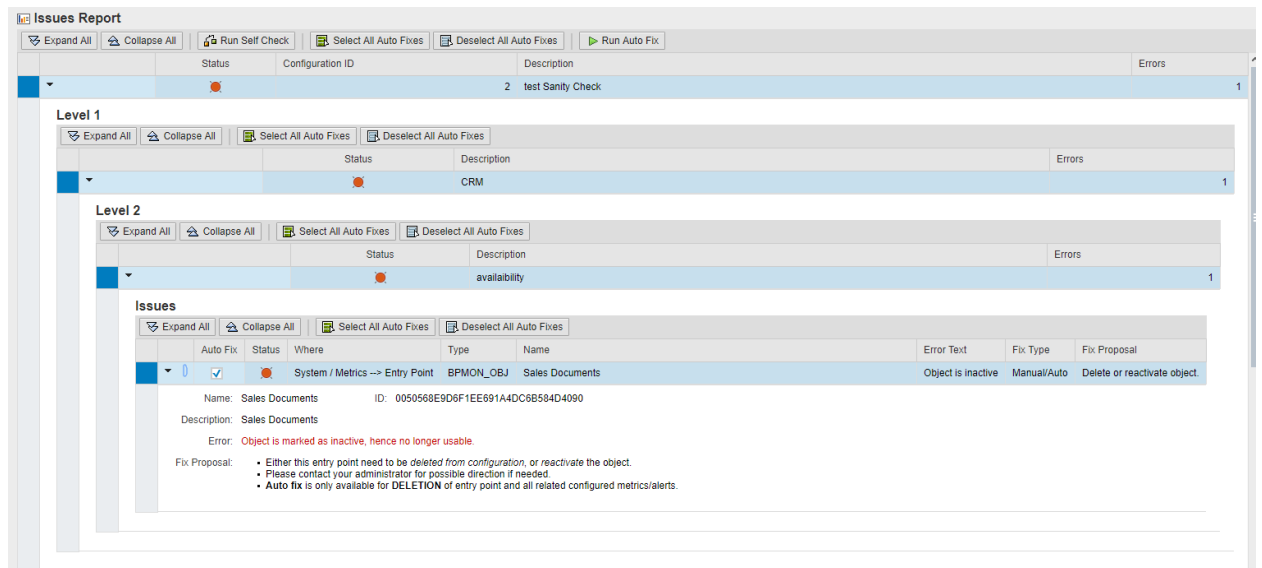 Issues Report
Expand All Collapse All Run Self Check Select All Auto Fixes Deselect All Auto Fixes Run Auto Fix
Status Configuration ID Description Errors
2 test Sanity Check 1
Level 1
Expand All Collapse All Select All Auto Fixes Deselect All Auto Fixes
Status Description Errors
CRM 1
Level 2
Expand All Collapse All Select All Auto Fixes Deselect All Auto Fixes
Status Description Errors
availaibility 1
Issues
Expand All Collapse All Select All Auto Fixes Deselect All Auto Fixes
Auto Fix Status Where Type Name Error Text Fix Type Fix Proposal
System / Metrics --> Entry Point BPMON_OBJ Sales Documents Object is inactive Manual/Auto Delete or reactivate object.
Name: Sales Documents ID: 0050568E9D6F1EE691A4DC6B584D4090
Description: Sales Documents
Error: Object is marked as inactive, hence no longer usable.
Fix Proposal: • Either this entry point need to be deleted from configuration, or reactivate the object.
• Please contact your administrator for possible direction if needed.
• Auto fix is only available for DELETION of entry point and all related configured metrics/alerts.